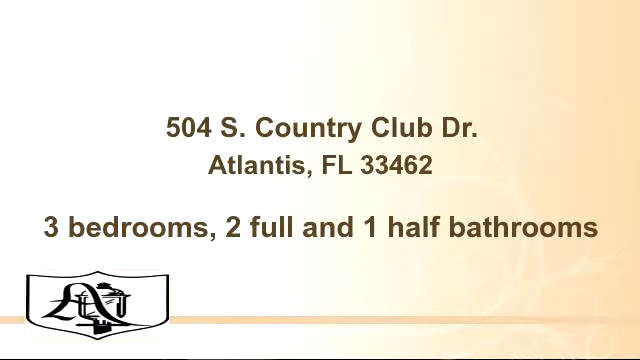 504 S. Country Club Dr.
Atlantis, FL 33462
3 bedrooms, 2 full and 1 half bathrooms
A